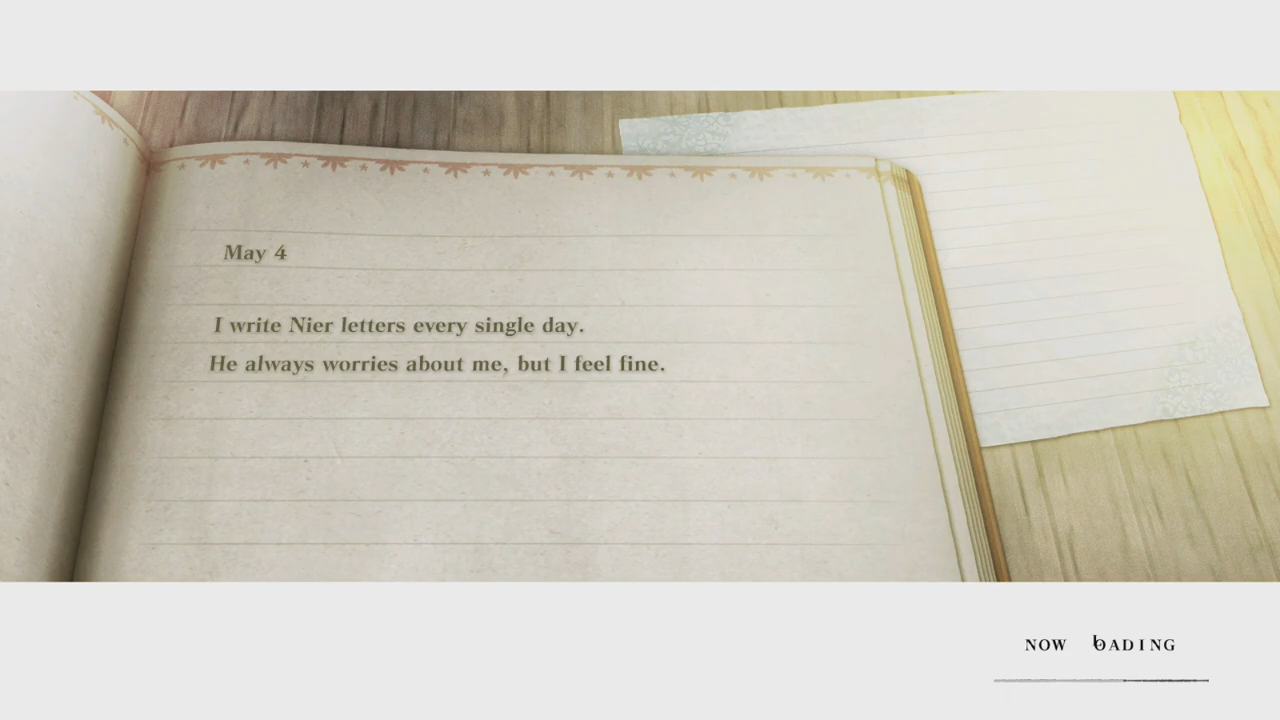 May 4
I write Nier letters every single day.
He always worries about me, but I feel fine.
NOW LOADING